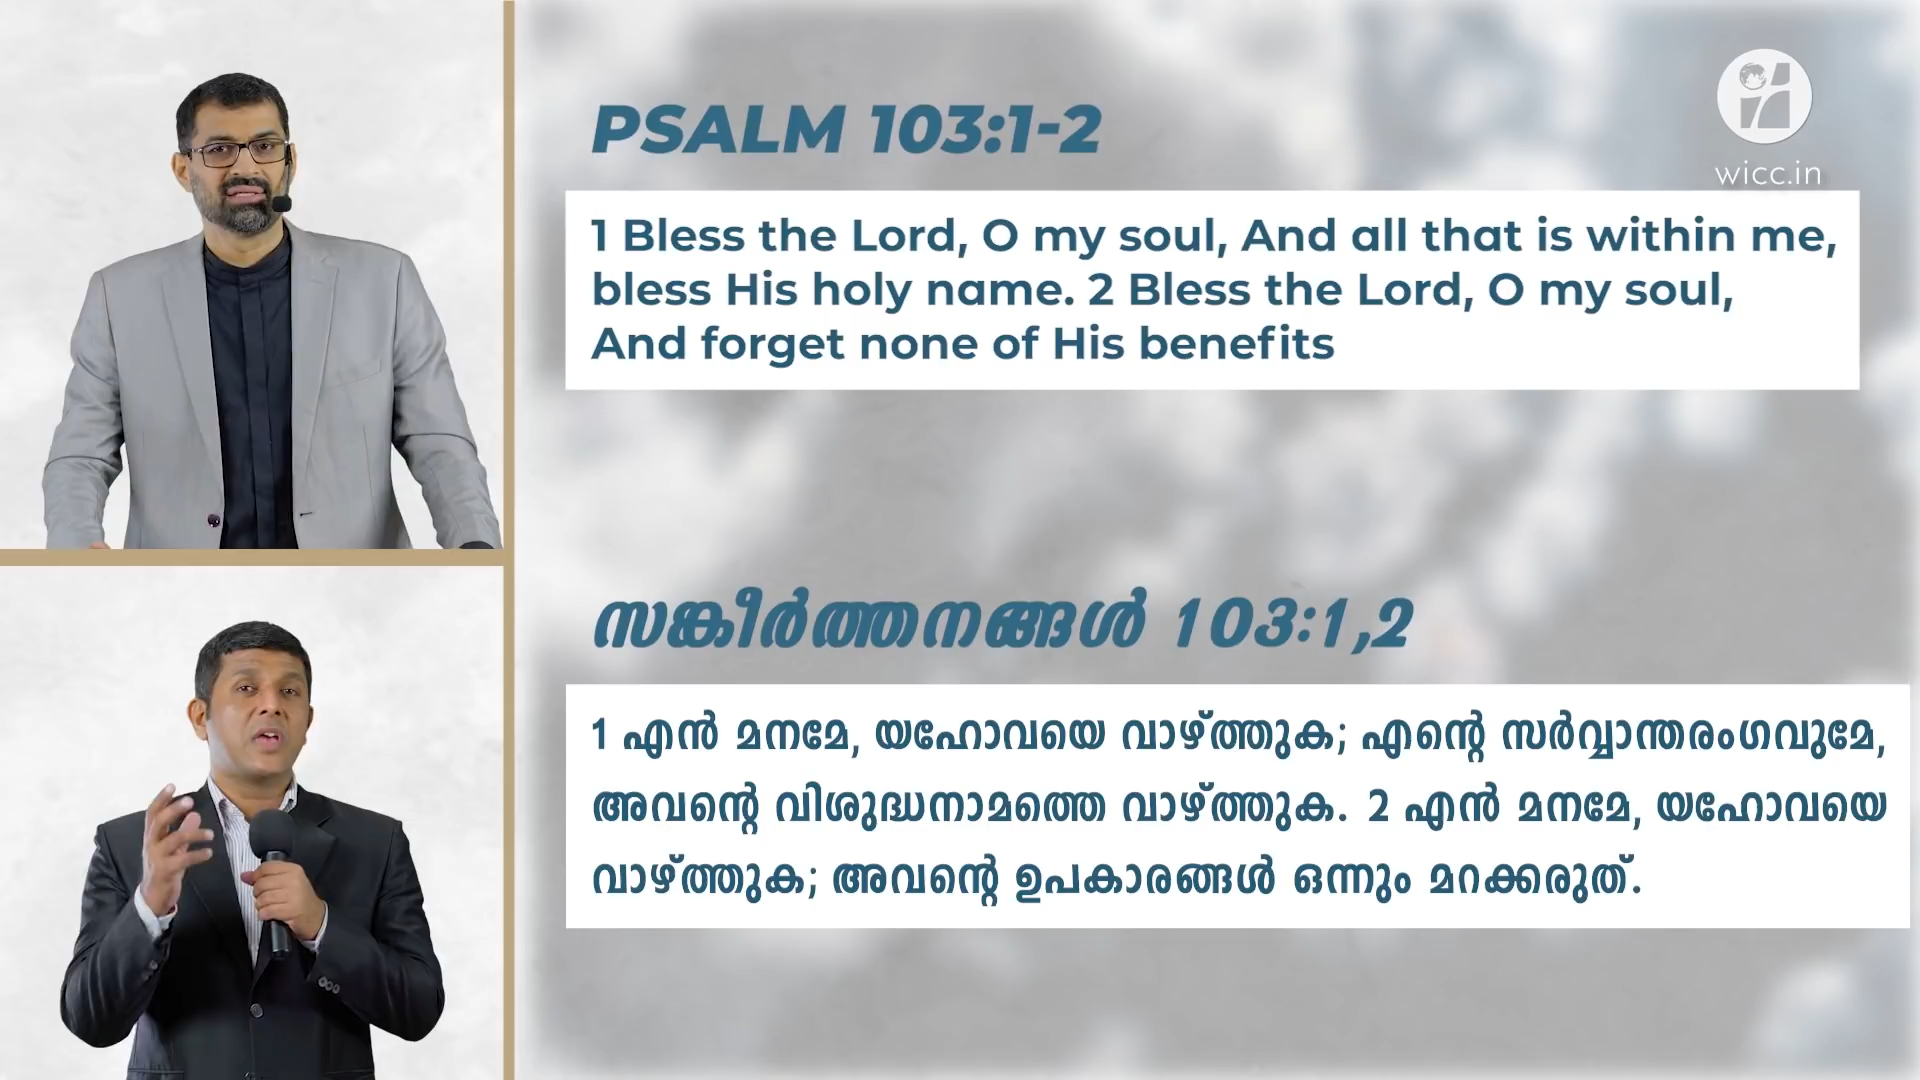 PSALM 103:1-2
wicc.in
1 Bless the Lord, O my soul, And all that is within me,
bless His holy name. 2 Bless the Lord, O my soul,
And forget none of His benefits
സങ്കീർത്തനങ്ങൾ 103:1,2
1 എൻ മനമേ, യഹോവയെ വാഴ്ത്തുക; എന്റെ സർവ്വാന്തരംഗവുമേ,
അവന്റെ വിശുദ്ധനാമത്തെ വാഴ്ത്തുക. 2 എൻ മനമേ, യഹോവയെ
വാഴ്ത്തുക; അവന്റെ ഉപകാരങ്ങൾ ഒന്നും മറക്കരുത്.